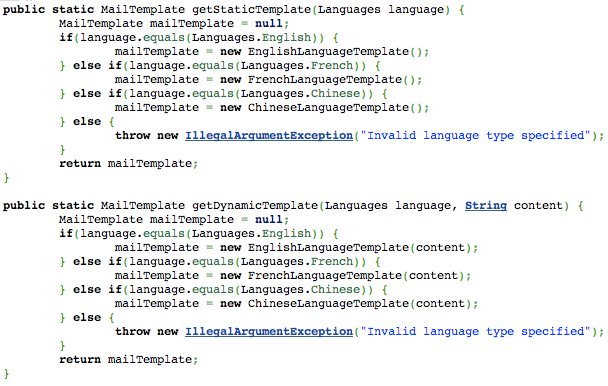 public static MailTemplate getStaticTemplate(Languages language) {
MailTemplate mailTemplate = null;
if(language.equals(Languages.English)) {
mailTemplate = new EnglishLanguageTemplate();
} else if(language.equals(Languages.French)) {
mailTemplate = new FrenchLanguageTemplate();
} else if(language.equals(Languages.Chinese)) {
mailTemplate = new ChineseLanguageTemplate();
} else {
throw new IllegalArgumentException("Invalid language type specified");
}
return mailTemplate;
}
public static MailTemplate getDynamicTemplate(Languages language, String content) {
MailTemplate mailTemplate = null;
if(language.equals(Languages.English)) {
mailTemplate = new EnglishLanguageTemplate(content);
} else if(language.equals(Languages.French)) {
mailTemplate = new FrenchLanguageTemplate(content);
} else if(language.equals(Languages.Chinese)) {
mailTemplate = new ChineseLanguageTemplate(content);
} else {
throw new IllegalArgumentException("Invalid language type specified");
}
return mailTemplate;
}